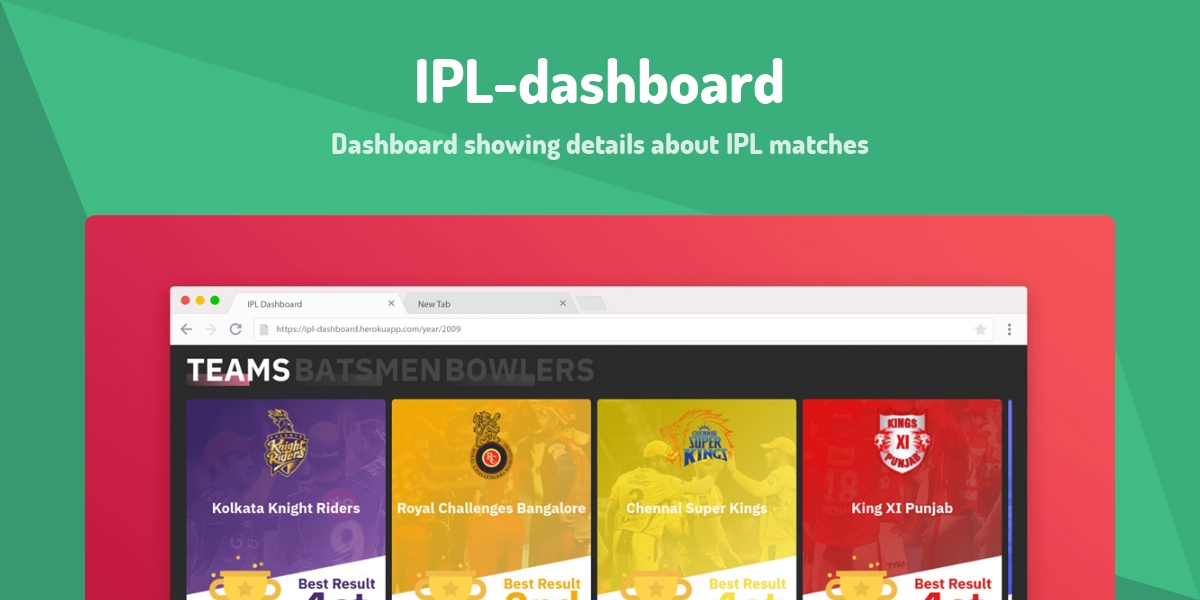 IPL-dashboard
Dashboard showing details about IPL matches
IPL Dashboard
New Tab
https://ipl-dashboard.herokuapp.com/year/2009
TEAMS BATSMEN BOWLERS
Knight Riders
CHENNAI SUPER KINGS
KINGS XI PUNJAB
Kolkata Knight Riders
Royal Challenges Bangalore
Chennai Super Kings
King XI Punjab
Best Result
Best Result
Best Result
Best Result